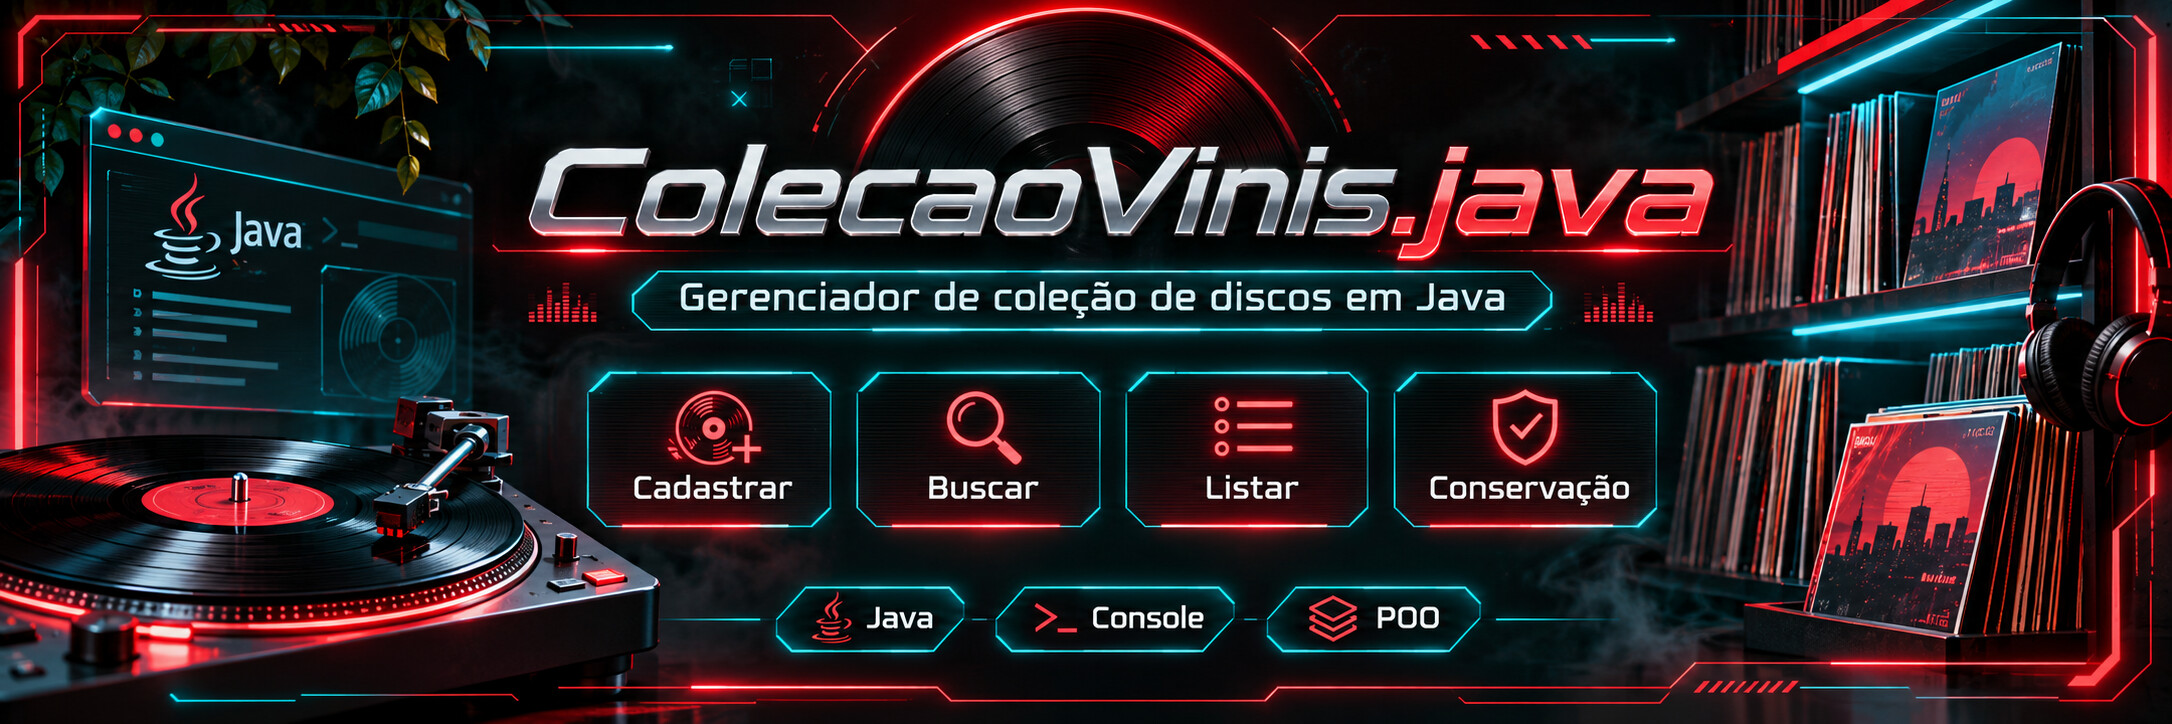 ColecaoVinis.java
Java
Gerenciador de coleção de discos em Java
Cadastrar
Buscar
Listar
Conservação
Java
Console
POO